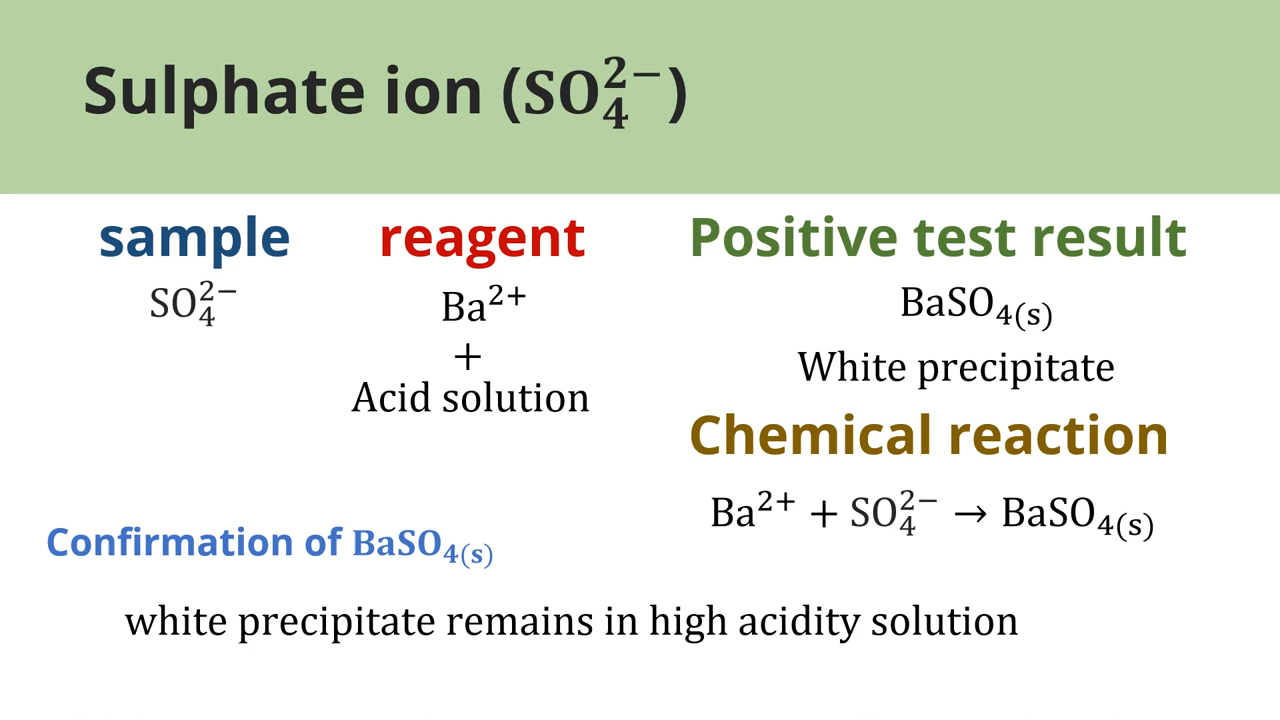 Sulphate ion (SO₄²⁻)
sample
SO₄²⁻
reagent
Ba²⁺
+
Acid solution
Positive test result
BaSO₄₍ₛ₎
White precipitate
Chemical reaction
Ba²⁺ + SO₄²⁻ → BaSO₄₍ₛ₎
Confirmation of BaSO₄₍ₛ₎
white precipitate remains in high acidity solution